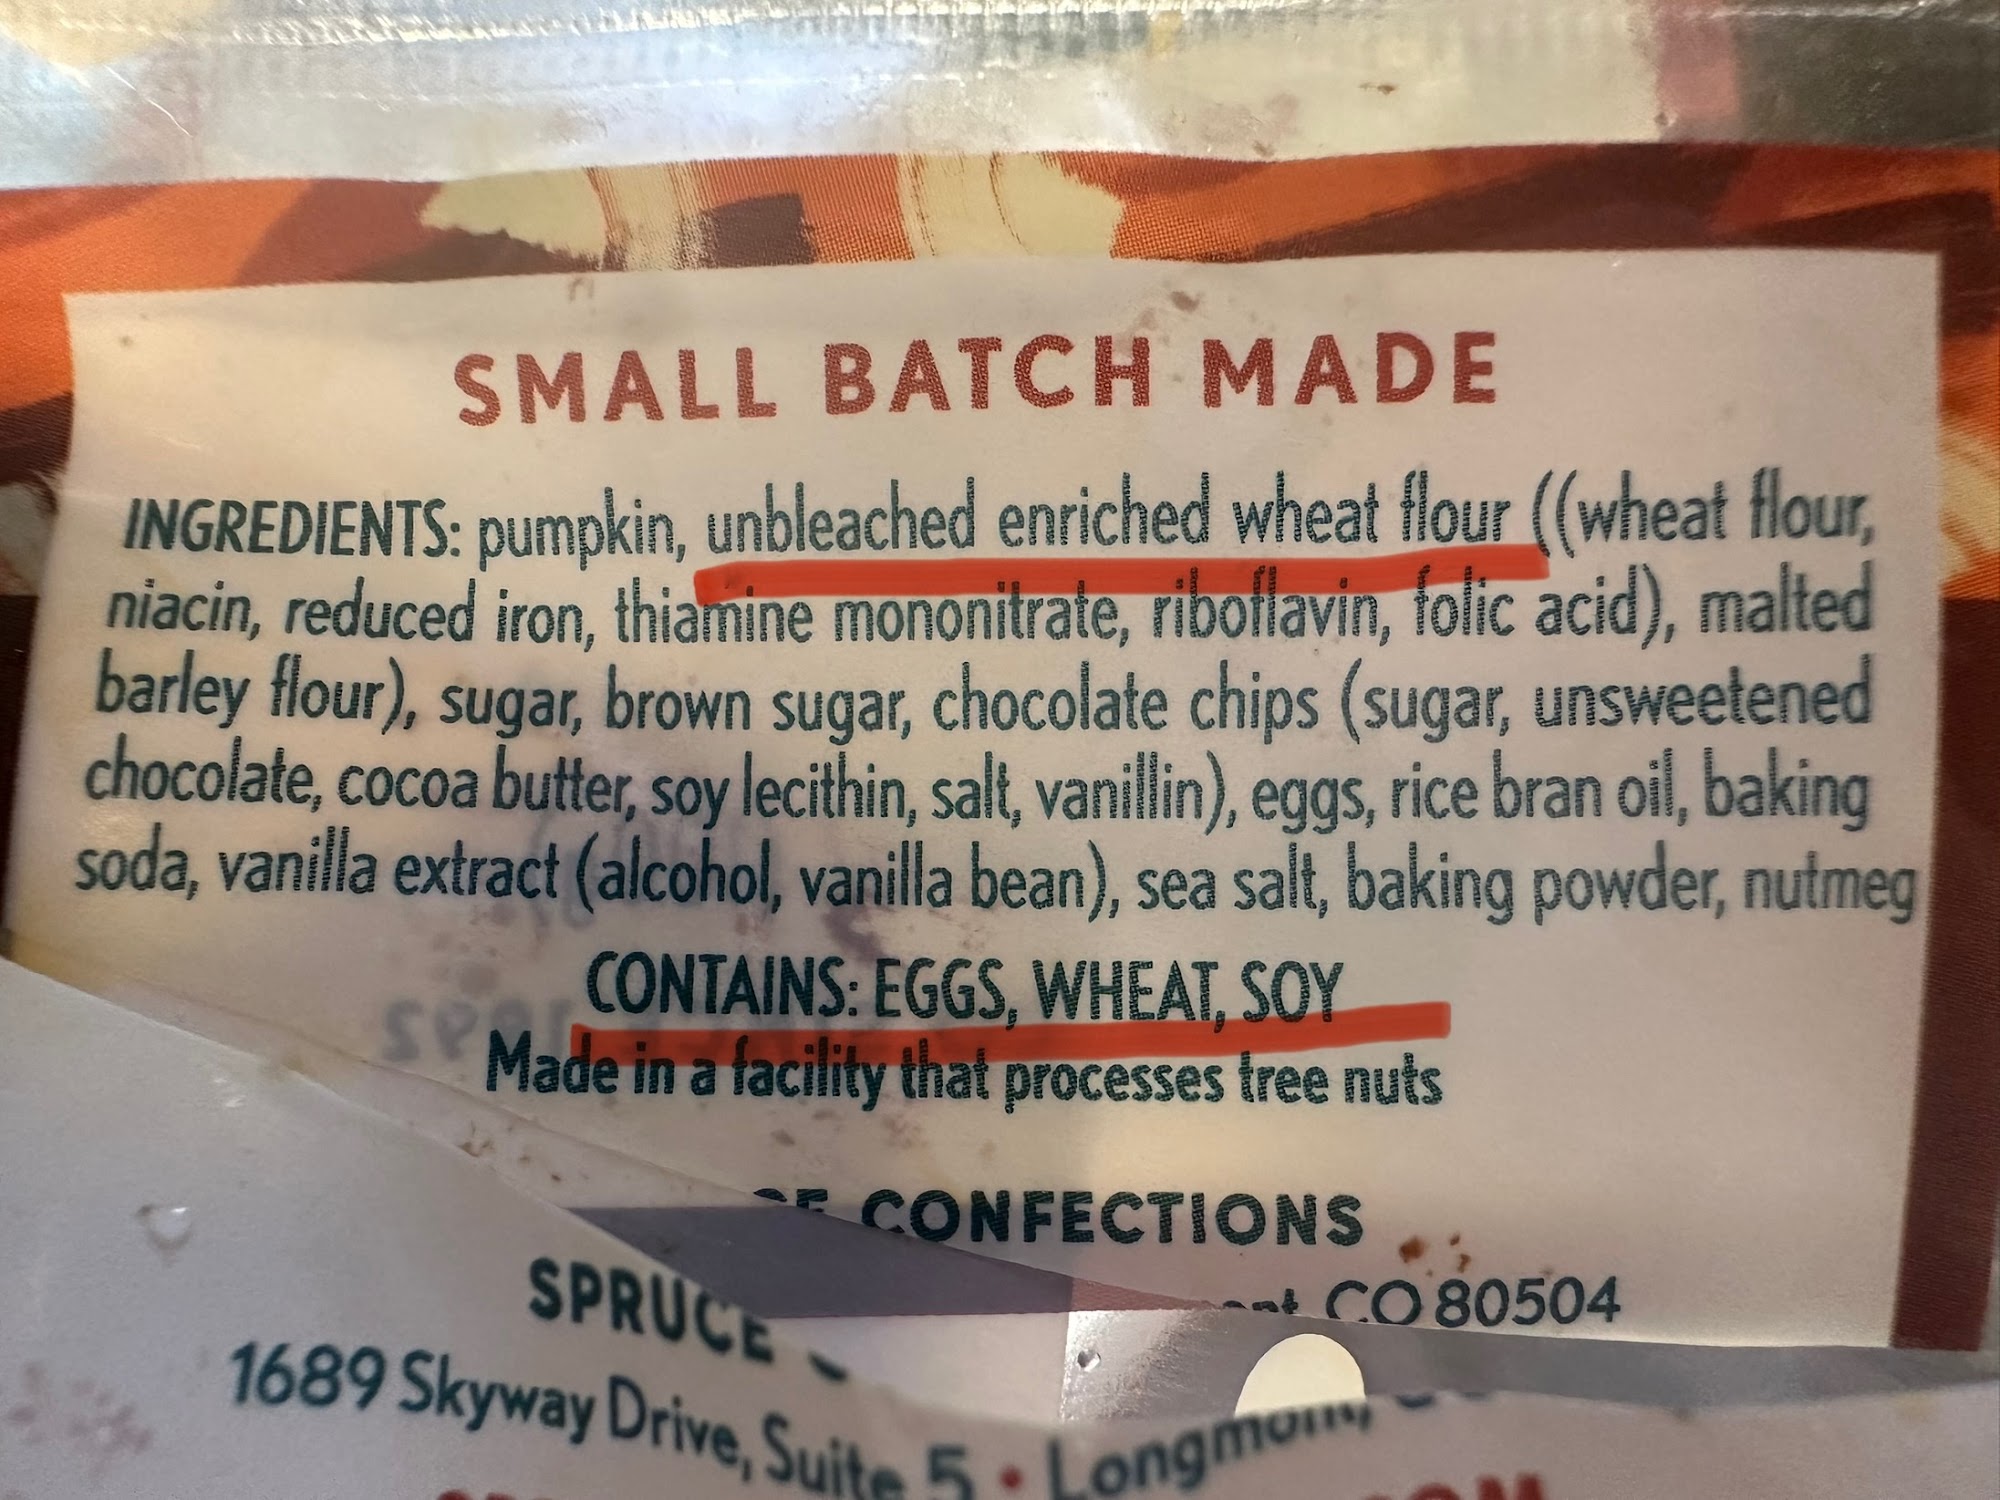 SMALL BATCH MADE
INGREDIENTS: pumpkin, unbleached enriched wheat flour ((wheat flour,
niacin, reduced iron, thiamine mononitrate, riboflavin, folic acid), malted
barley flour), sugar, brown sugar, chocolate chips (sugar, unsweetened
chocolate, cocoa butter, soy lecithin, salt, vanillin), eggs, rice bran oil, baking
soda, vanilla extract (alcohol, vanilla bean), sea salt, baking powder, nutmeg
CONTAINS: EGGS, WHEAT, SOY
Made in a facility that processes tree nuts
CONFECTIONS
CO 80504
SPRUCE
1689 Skyway Drive, Suite 5 • Longmont,